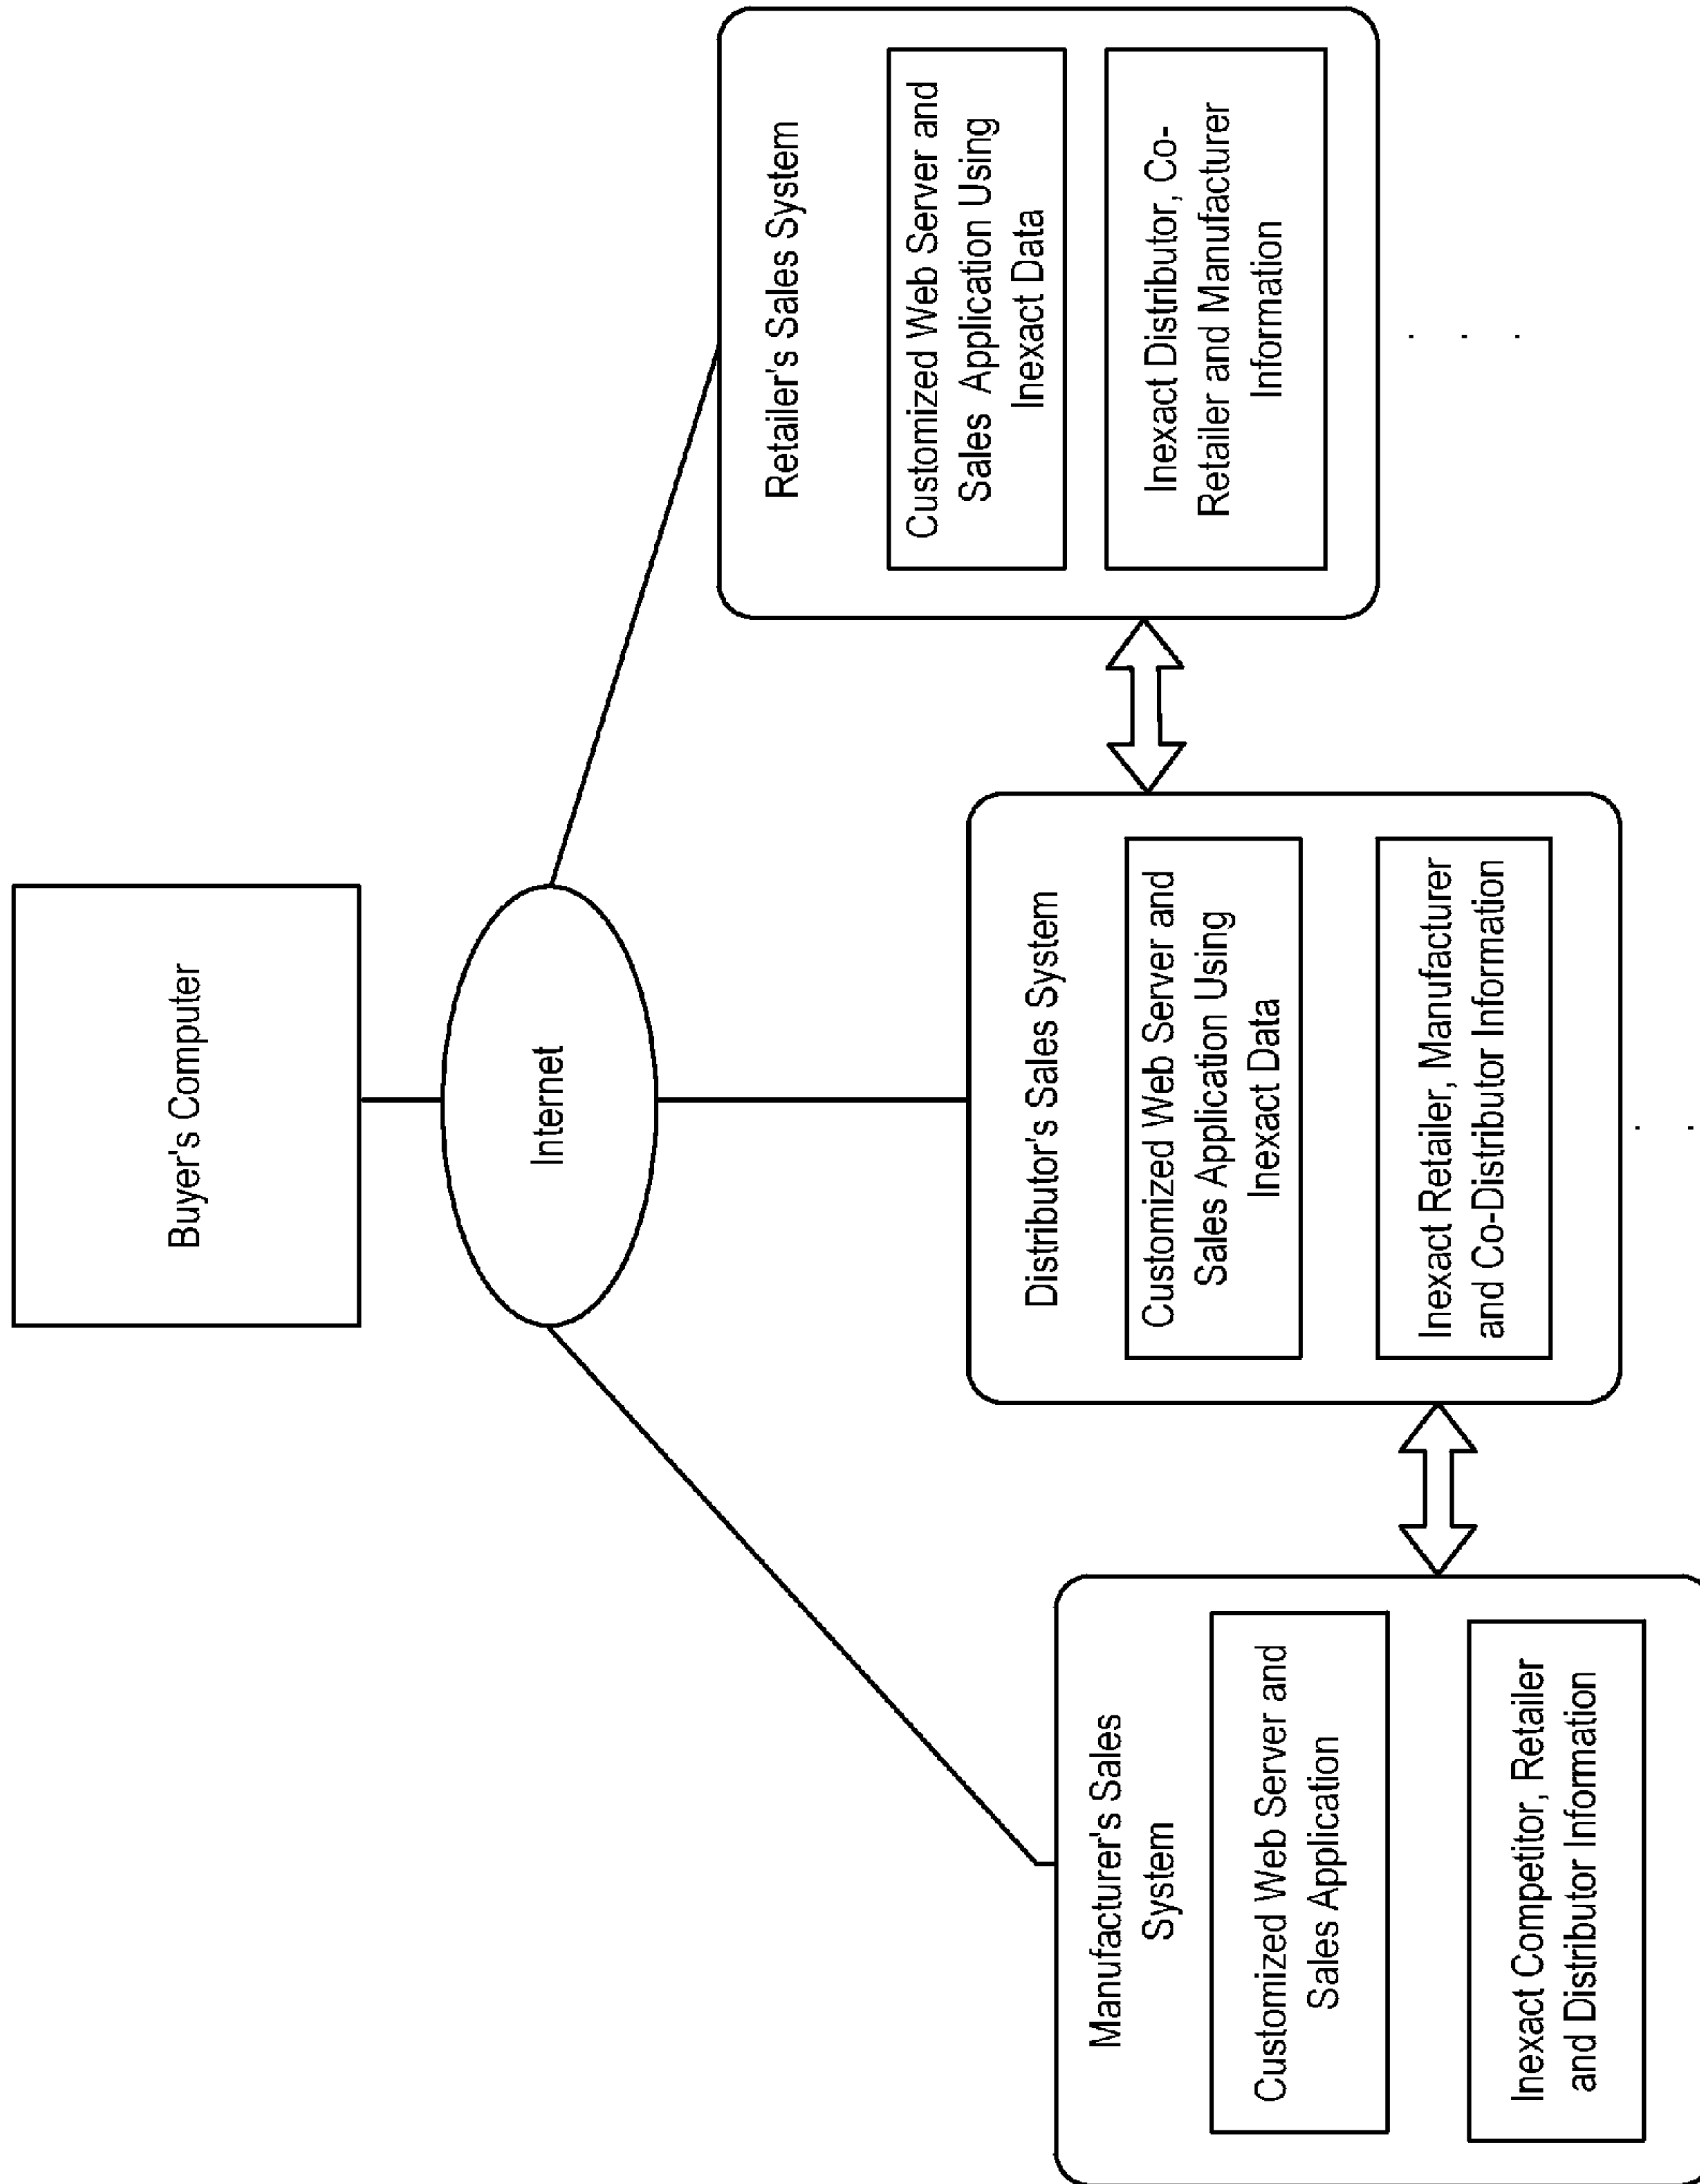 Buyer's Computer
Internet
Manufacturer's Sales
System
Customized Web Server and
Sales Application
Inexact Competitor, Retailer
and Distributor Information
Distributor's Sales System
Customized Web Server and
Sales Application Using
Inexact Data
Inexact Retailer, Manufacturer
and Co-Distributor Information
Retailer's Sales System
Customized Web Server and
Sales Application Using
Inexact Data
Inexact Distributor, Co-
Retailer and Manufacturer
Information